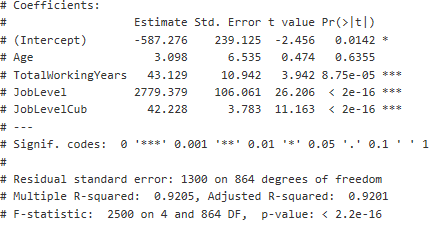 # Coefficients:
#                   Estimate Std. Error t value Pr(>|t|)
# (Intercept)       -587.276    239.125  -2.456   0.0142 *
# Age                  3.098      6.535   0.474   0.6355
# TotalWorkingYears   43.129     10.942   3.942 8.75e-05 ***
# JobLevel          2779.379    106.061  26.206  < 2e-16 ***
# JobLevelCub         42.228      3.783  11.163  < 2e-16 ***
# ---
# Signif. codes:  0 '***' 0.001 '**' 0.01 '*' 0.05 '.' 0.1 ' ' 1
#
# Residual standard error: 1300 on 864 degrees of freedom
# Multiple R-squared:  0.9205, Adjusted R-squared:  0.9201
# F-statistic:  2500 on 4 and 864 DF,  p-value: < 2.2e-16